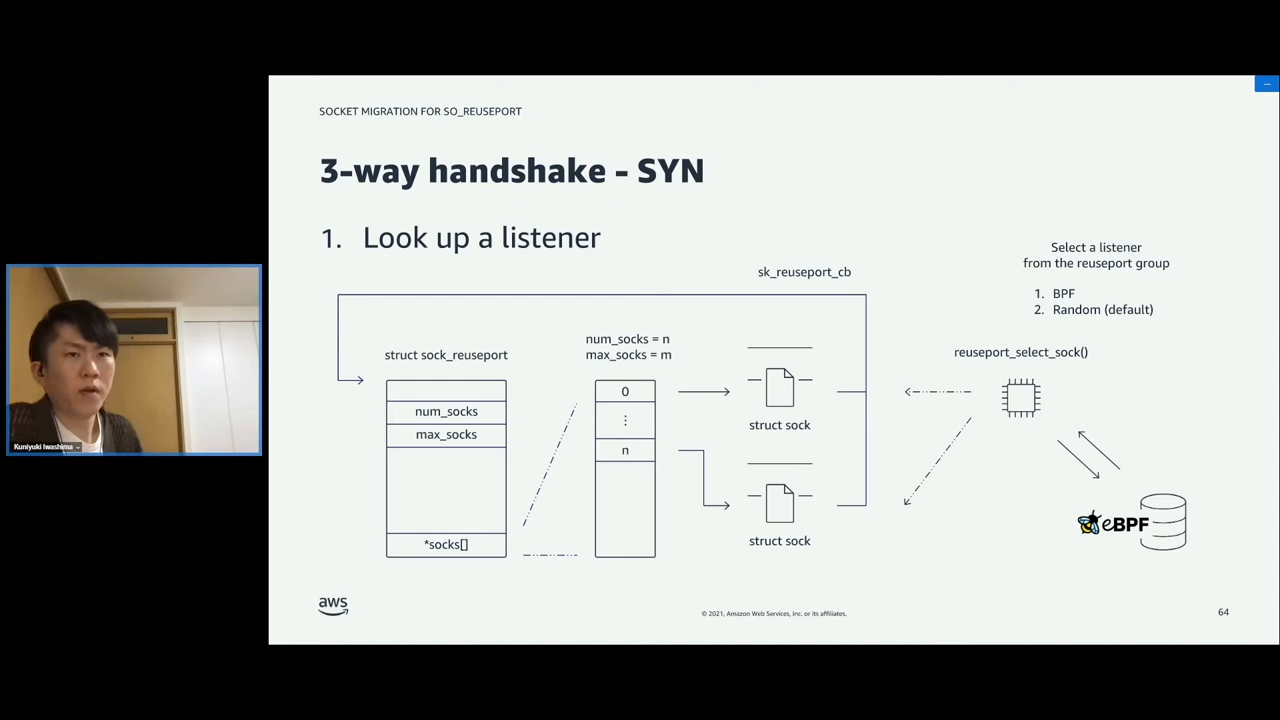 SOCKET MIGRATION FOR SO_REUSEPORT
3-way handshake - SYN
1. Look up a listener
Select a listener
from the reuseport group
1. BPF
2. Random (default)
sk_reuseport_cb
num_socks = n
max_socks = m
struct sock_reuseport
reuseport_select_sock()
num_socks
max_socks
*socks[]
0
⋮
n
struct sock
struct sock
eBPF
Kuniyuki Iwashima
aws
© 2021, Amazon Web Services, Inc. or its affiliates.
64